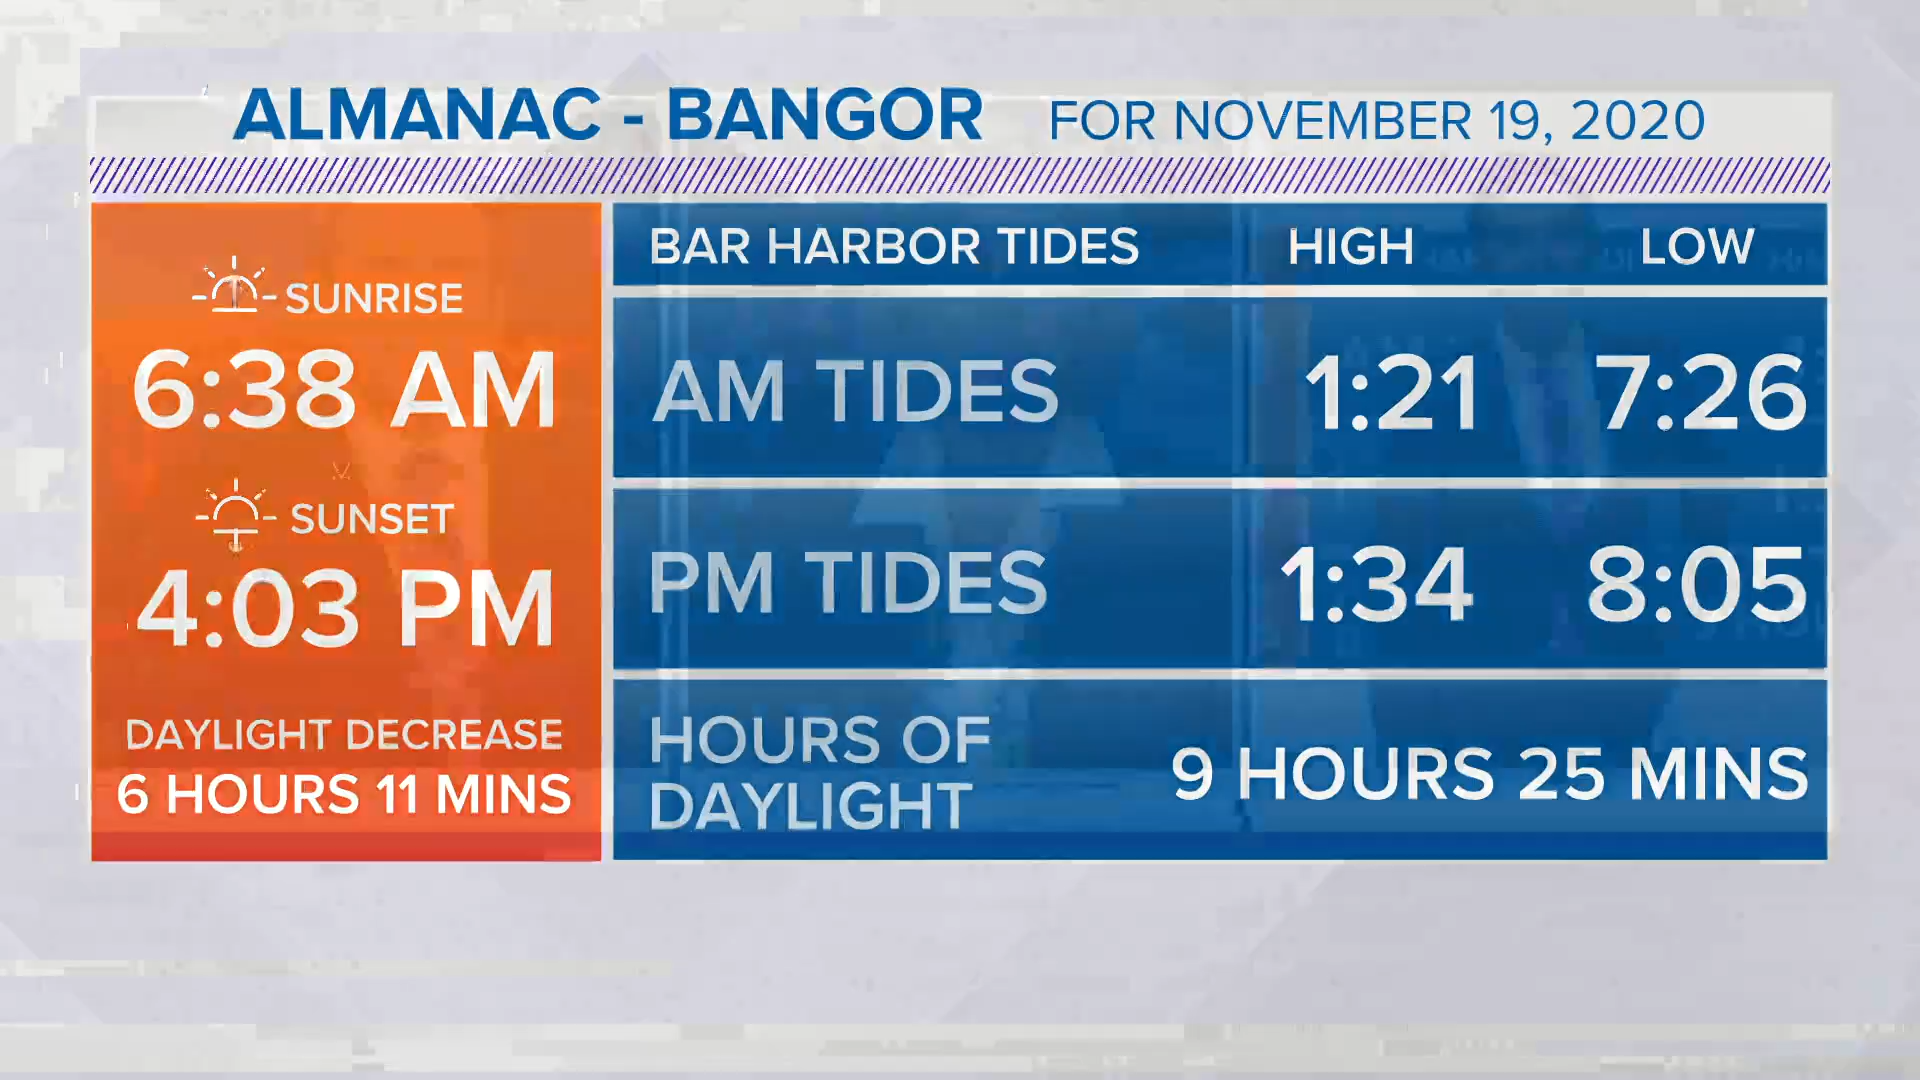 ALMANAC - BANGOR FOR NOVEMBER 19, 2020
SUNRISE
6:38 AM
SUNSET
4:03 PM
DAYLIGHT DECREASE
6 HOURS 11 MINS
BAR HARBOR TIDES HIGH LOW
AM TIDES 1:21 7:26
PM TIDES 1:34 8:05
HOURS OF
DAYLIGHT
9 HOURS 25 MINS